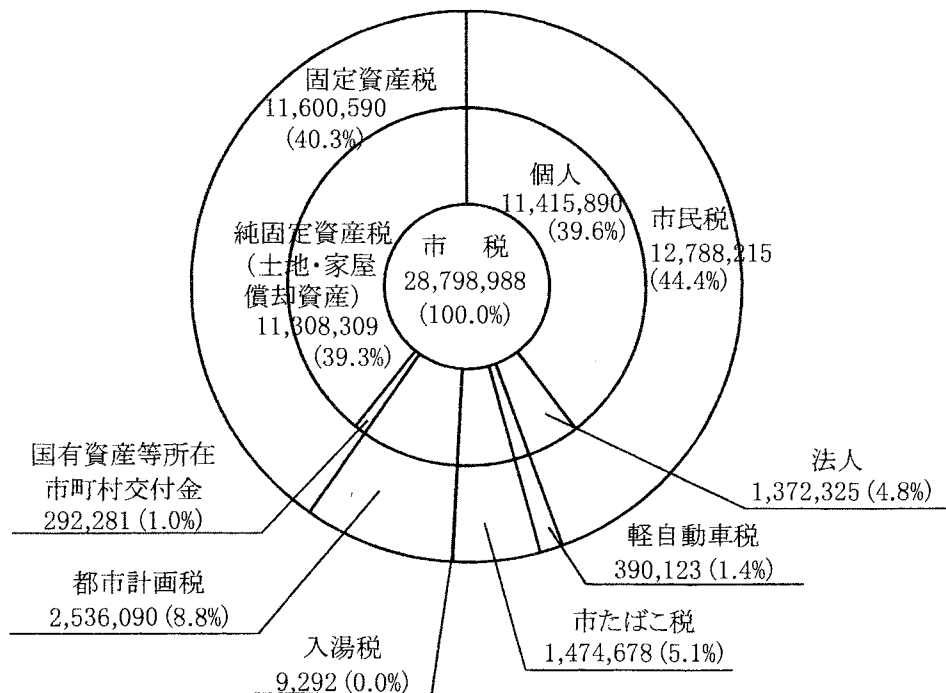 固定資産税
11,600,590
(40.3%)
個人
11,415,890
(39.6%)
市民税
12,788,215
(44.4%)
純固定資産税
(土地・家屋
償却資産)
11,308,309
(39.3%)
市 税
28,798,988
(100.0%)
国有資産等所在
市町村交付金
292,281 (1.0%)
法人
1,372,325 (4.8%)
軽自動車税
390,123 (1.4%)
都市計画税
2,536,090 (8.8%)
市たばこ税
1,474,678 (5.1%)
入湯税
9,292 (0.0%)